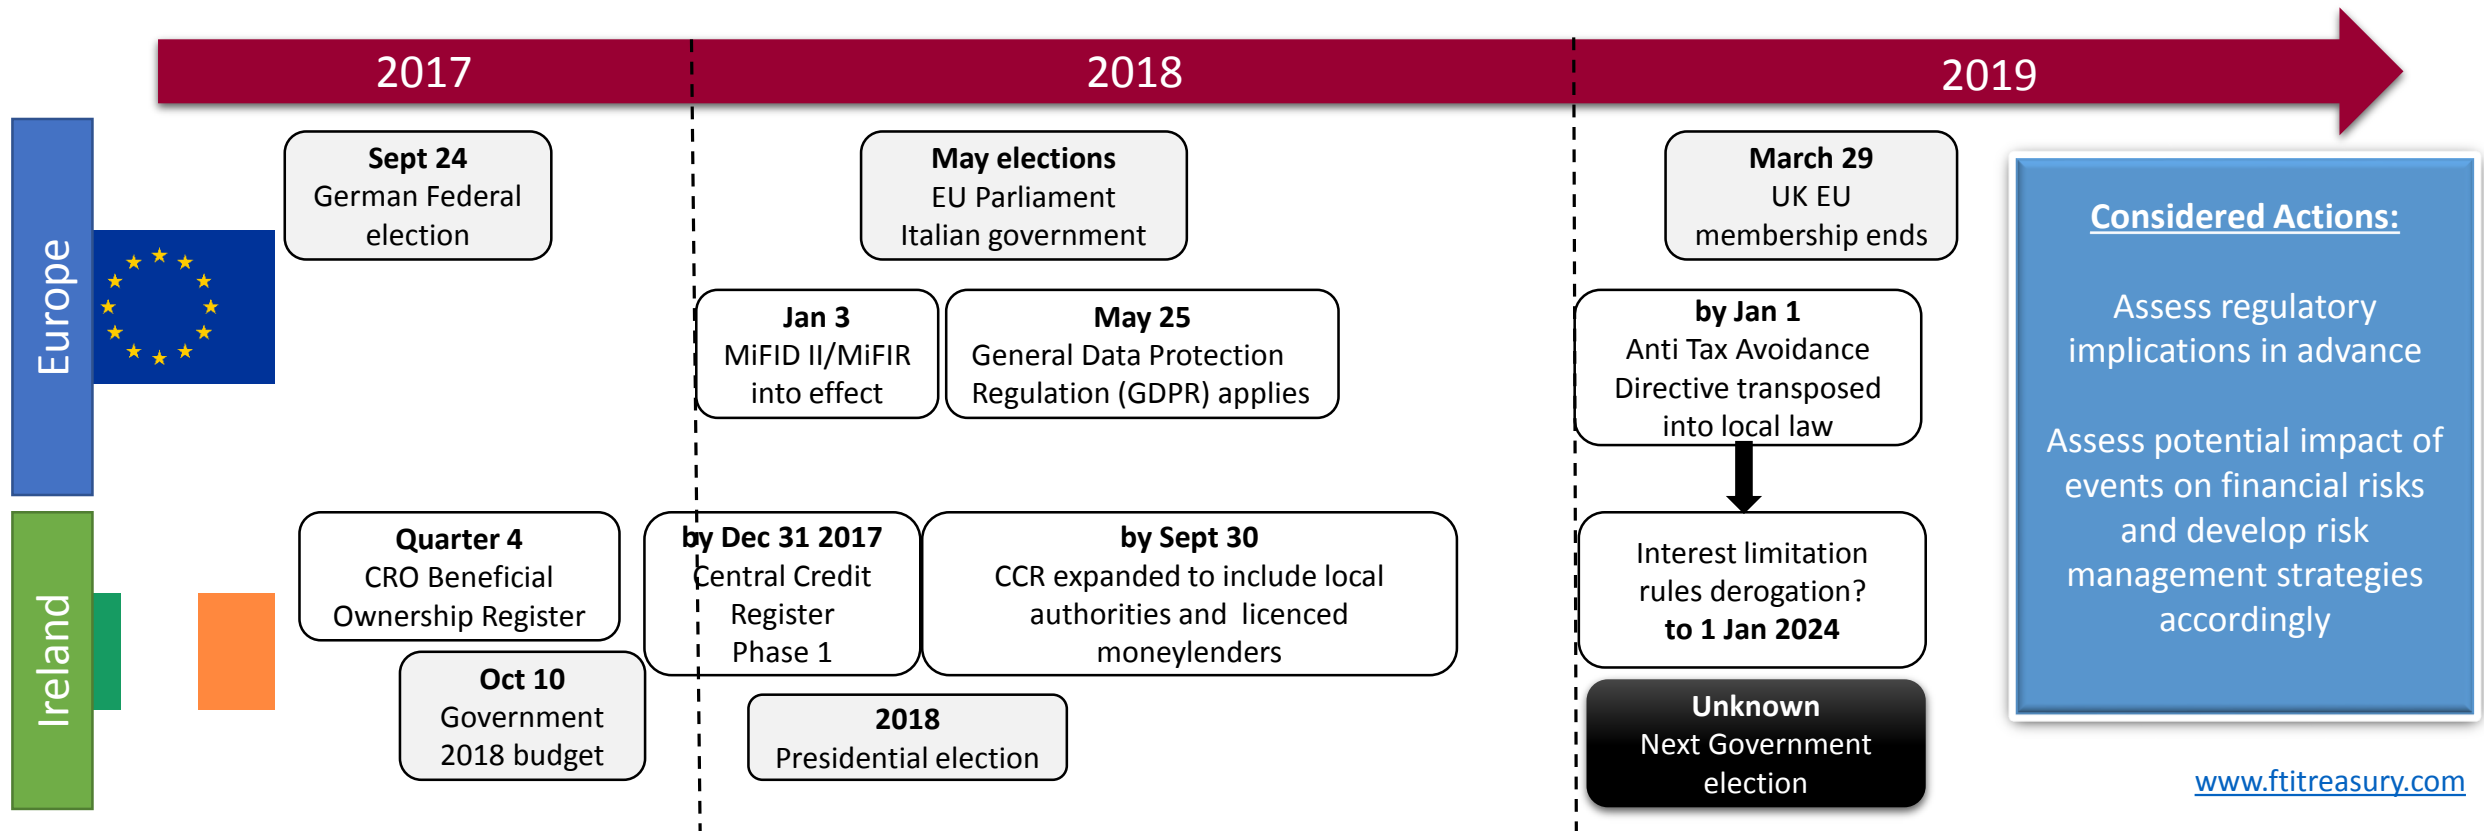 2017
2018
2019
Europe
Sept 24
German Federal
election
May elections
EU Parliament
Italian government
March 29
UK EU
membership ends
Jan 3
MiFID II/MiFIR
into effect
May 25
General Data Protection
Regulation (GDPR) applies
by Jan 1
Anti Tax Avoidance
Directive transposed
into local law
Ireland
Quarter 4
CRO Beneficial
Ownership Register
by Dec 31 2017
Central Credit
Register
Phase 1
by Sept 30
CCR expanded to include local
authorities and licenced
moneylenders
Interest limitation
rules derogation?
to 1 Jan 2024
Oct 10
Government
2018 budget
2018
Presidential election
Unknown
Next Government
election
Considered Actions:
Assess regulatory
implications in advance
Assess potential impact of
events on financial risks
and develop risk
management strategies
accordingly
www.ftitreasury.com